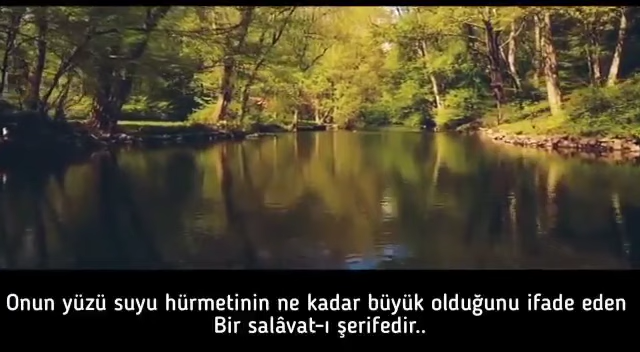 Onun yüzü suyu hürmetinin ne kadar büyük olduğunu ifade eden
Bir salâvat-ı şerifedir..